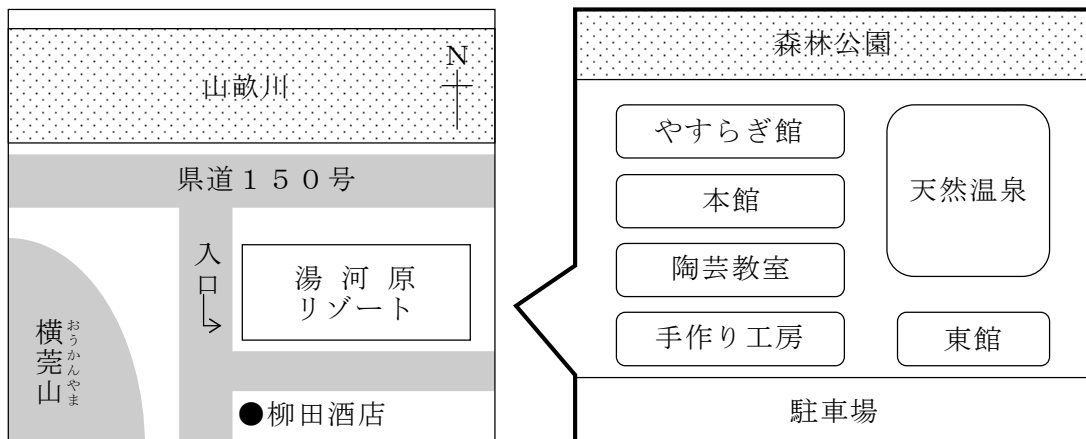 N
山畝川
県道１５０号
入口
湯河原
リゾート
横莞山
おうかんやま
●柳田酒店
森林公園
やすらぎ館
本館
天然温泉
陶芸教室
手作り工房
東館
駐車場